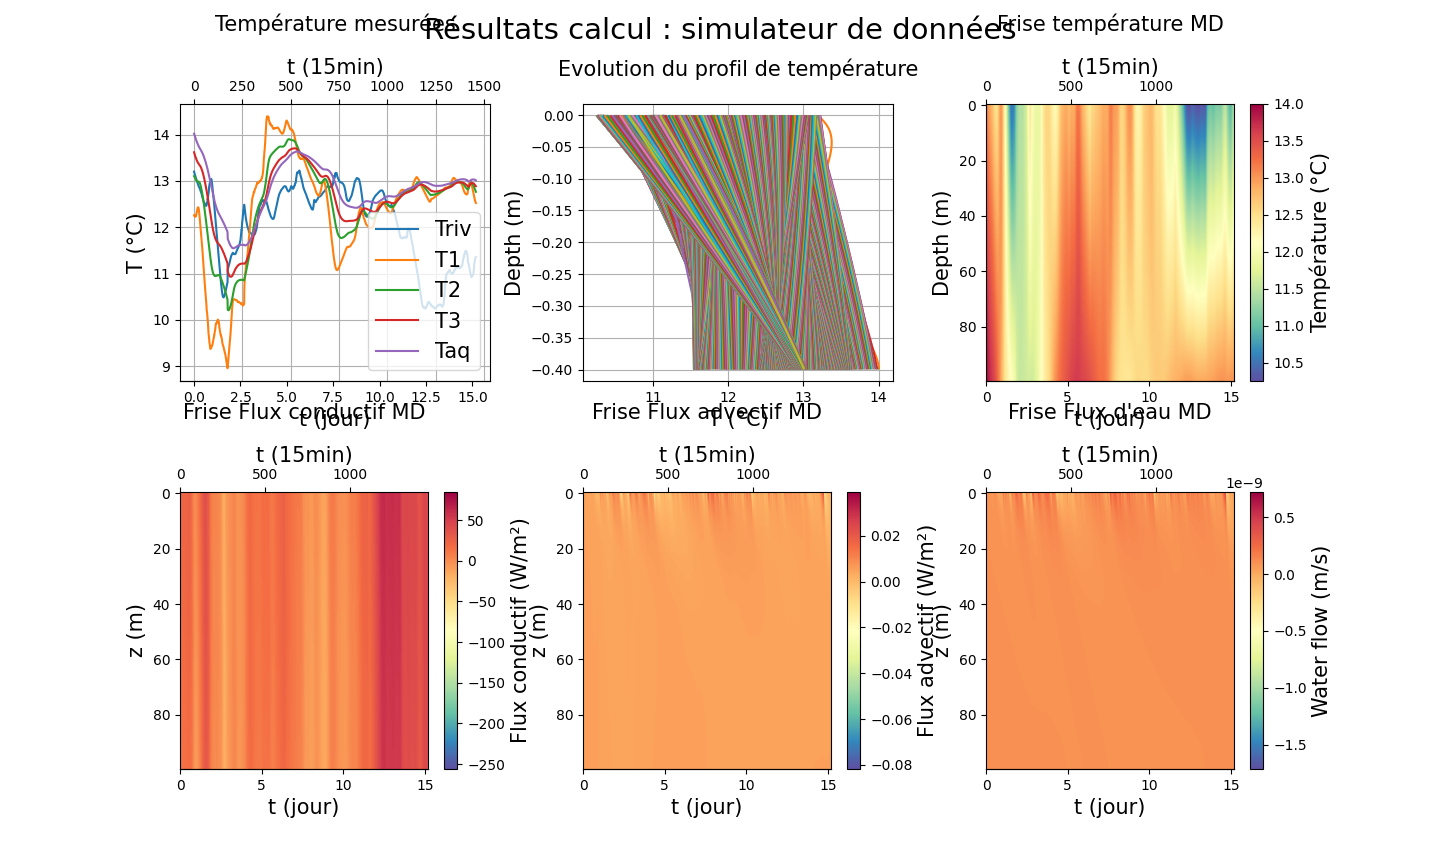 Résultats calcul : simulateur de données
Température mesurées
t (15min)
0 250 500 750 1000 1250 1500
T (°C)
14
13
12
11
10
9
Triv
T1
T2
T3
Taq
0.0 2.5 5.0 7.5 10.0 12.5 15.0
t (jour)
Evolution du profil de température
Depth (m)
0.00
−0.05
−0.10
−0.15
−0.20
−0.25
−0.30
−0.35
−0.40
11 12 13 14
T (°C)
Frise température MD
t (15min)
0 500 1000
Depth (m)
0
20
40
60
80
0 5 10 15
t (jour)
14.0
13.5
13.0
12.5
12.0
11.5
11.0
10.5
Température (°C)
Frise Flux conductif MD
t (15min)
0 500 1000
z (m)
0
20
40
60
80
0 5 10 15
t (jour)
50
0
−50
−100
−150
−200
−250
Flux conductif (W/m²)
Frise Flux advectif MD
t (15min)
0 500 1000
z (m)
0
20
40
60
80
0 5 10 15
t (jour)
0.02
0.00
−0.02
−0.04
−0.06
−0.08
Flux advectif (W/m²)
Frise Flux d'eau MD
t (15min)
0 500 1000
z (m)
0
20
40
60
80
0 5 10 15
t (jour)
1e−9
0.5
0.0
−0.5
−1.0
−1.5
Water flow (m/s)